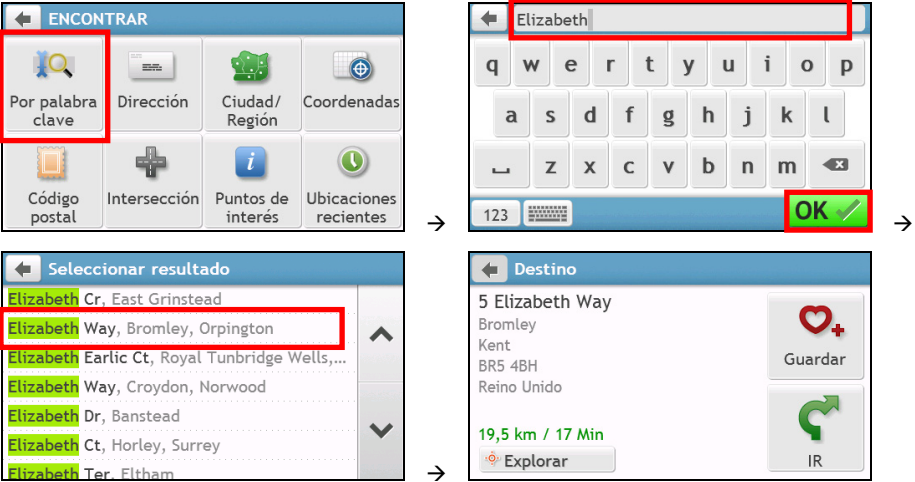 ENCONTRAR
Por palabra
clave
Dirección
Ciudad/
Región
Coordenadas
Código
postal
Intersección
Puntos de
interés
Ubicaciones
recientes
→
Elizabeth
q w e r t y u i o p
a s d f g h j k l
z x c v b n m
123
OK
→
Seleccionar resultado
Elizabeth Cr, East Grinstead
Elizabeth Way, Bromley, Orpington
Elizabeth Earlic Ct, Royal Tunbridge Wells,...
Elizabeth Way, Croydon, Norwood
Elizabeth Dr, Banstead
Elizabeth Ct, Horley, Surrey
Elizabeth Ter, Eltham
→
Destino
5 Elizabeth Way
Bromley
Kent
BR5 4BH
Reino Unido
19,5 km / 17 Min
Explorar
Guardar
IR